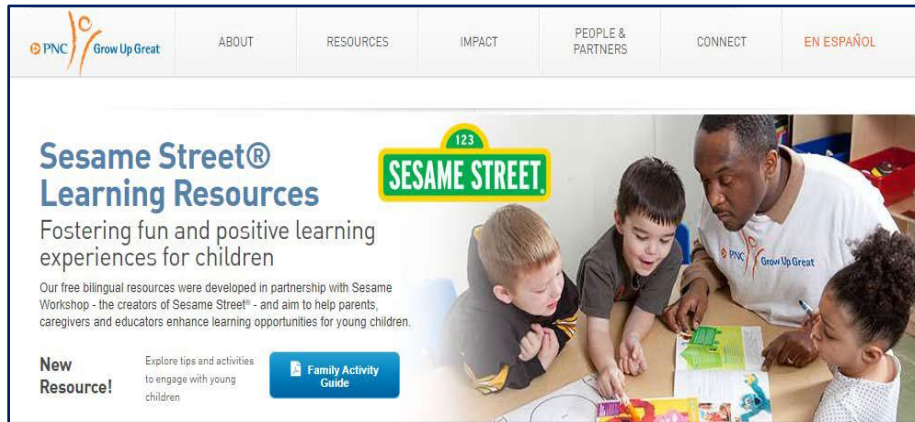 PNC Grow Up Great
ABOUT
RESOURCES
IMPACT
PEOPLE &
PARTNERS
CONNECT
EN ESPAÑOL
123
SESAME STREET®
Sesame Street®
Learning Resources
Fostering fun and positive learning
experiences for children
Our free bilingual resources were developed in partnership with Sesame
Workshop - the creators of Sesame Street® - and aim to help parents,
caregivers and educators enhance learning opportunities for young children.
New
Resource!
Explore tips and activities
to engage with young
children
Family Activity
Guide
PNC Grow Up Great